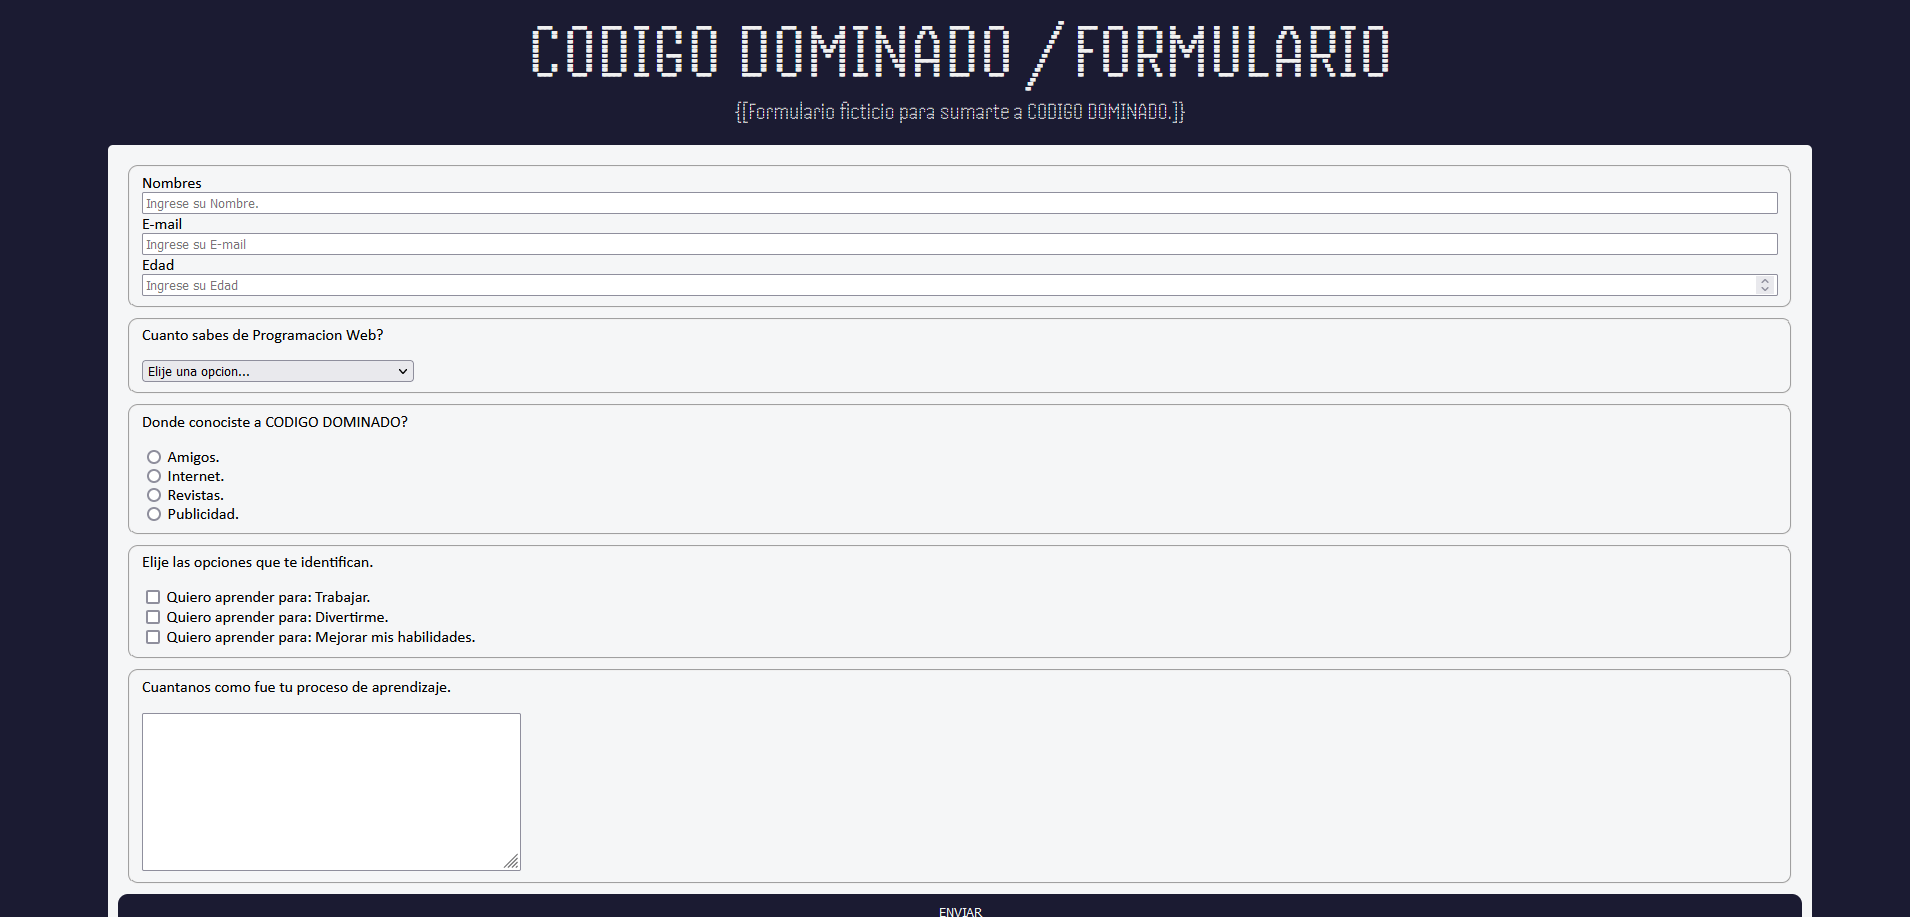 CODIGO DOMINADO /FORMULARIO
{[Formulario ficticio para sumarte a CODIGO DOMINADO.]}
Nombres
Ingrese su Nombre.
E-mail
Ingrese su E-mail
Edad
Ingrese su Edad
Cuanto sabes de Programacion Web?
Elije una opcion...
Donde conociste a CODIGO DOMINADO?
Amigos.
Internet.
Revistas.
Publicidad.
Elije las opciones que te identifican.
Quiero aprender para: Trabajar.
Quiero aprender para: Divertirme.
Quiero aprender para: Mejorar mis habilidades.
Cuantanos como fue tu proceso de aprendizaje.
ENVIAR